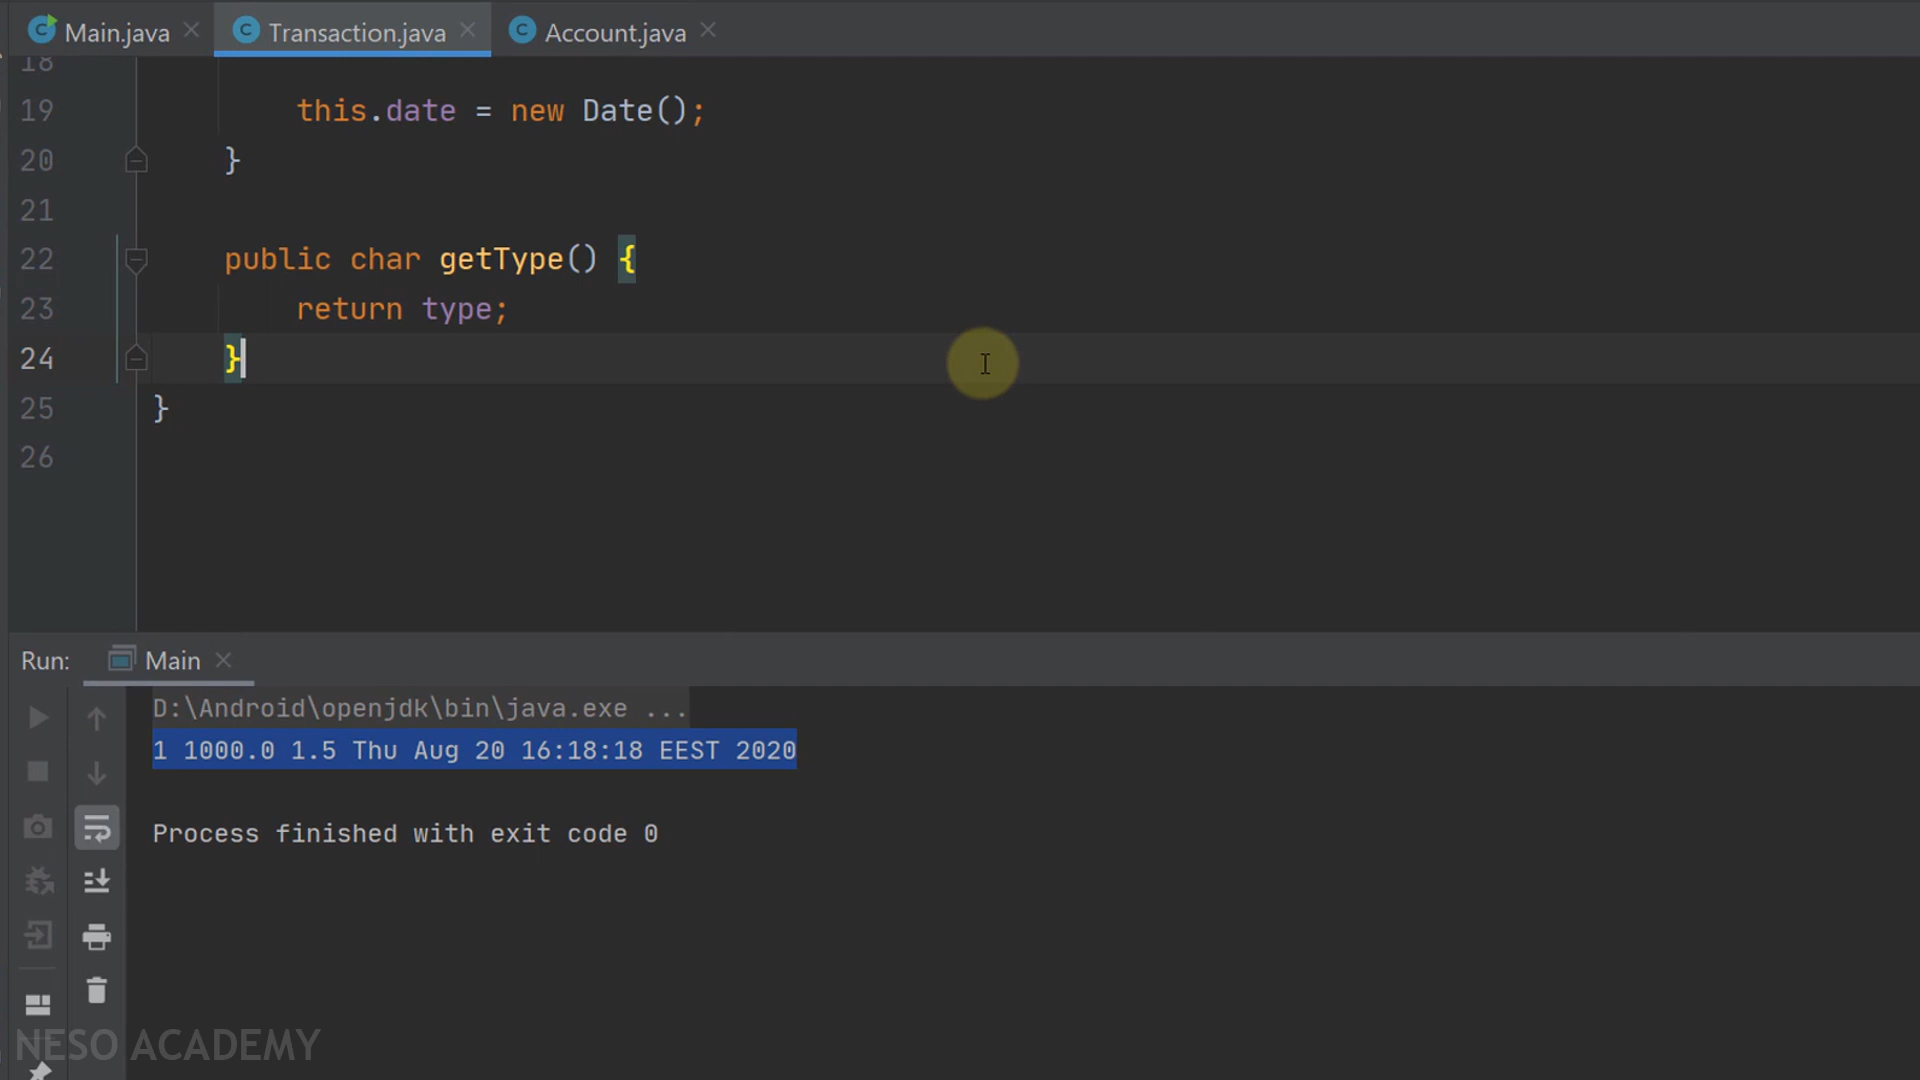 Main.java Transaction.java Account.java
18
19 this.date = new Date();
20 }
21
22 public char getType() {
23 return type;
24 }
25 }
26
Run: Main
D:\Android\openjdk\bin\java.exe ...
1 1000.0 1.5 Thu Aug 20 16:18:18 EEST 2020
Process finished with exit code 0
NESO ACADEMY